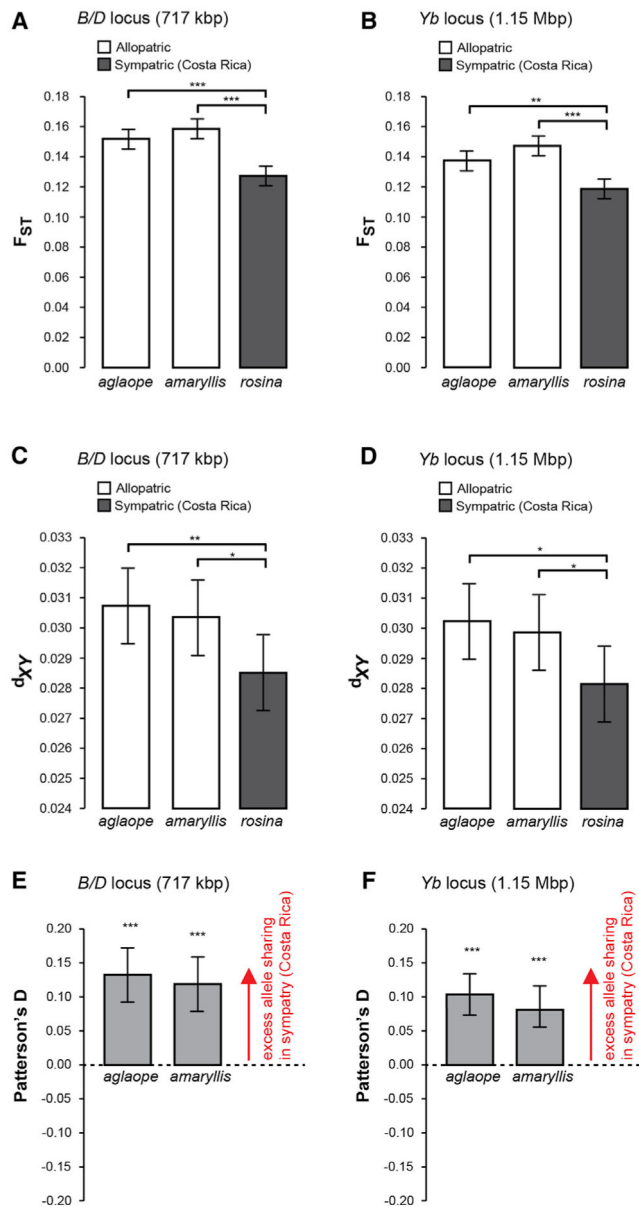 A
B/D locus (717 kbp)
Allopatric
Sympatric (Costa Rica)
***
***
0.18
0.16
0.14
0.12
0.10
0.08
0.06
0.04
0.02
0.00
FST
aglaope
amaryllis
rosina
B
Yb locus (1.15 Mbp)
Allopatric
Sympatric (Costa Rica)
**
***
0.18
0.16
0.14
0.12
0.10
0.08
0.06
0.04
0.02
0.00
FST
aglaope
amaryllis
rosina
C
B/D locus (717 kbp)
Allopatric
Sympatric (Costa Rica)
**
*
0.033
0.032
0.031
0.030
0.029
0.028
0.027
0.026
0.025
0.024
dXY
aglaope
amaryllis
rosina
D
Yb locus (1.15 Mbp)
Allopatric
Sympatric (Costa Rica)
*
*
0.033
0.032
0.031
0.030
0.029
0.028
0.027
0.026
0.025
0.024
dXY
aglaope
amaryllis
rosina
E
B/D locus (717 kbp)
0.20
0.15
0.10
0.05
0.00
-0.05
-0.10
-0.15
-0.20
Patterson's D
***
***
aglaope
amaryllis
excess allele sharing
in sympatry (Costa Rica)
F
Yb locus (1.15 Mbp)
0.20
0.15
0.10
0.05
0.00
-0.05
-0.10
-0.15
-0.20
Patterson's D
***
***
aglaope
amaryllis
excess allele sharing
in sympatry (Costa Rica)